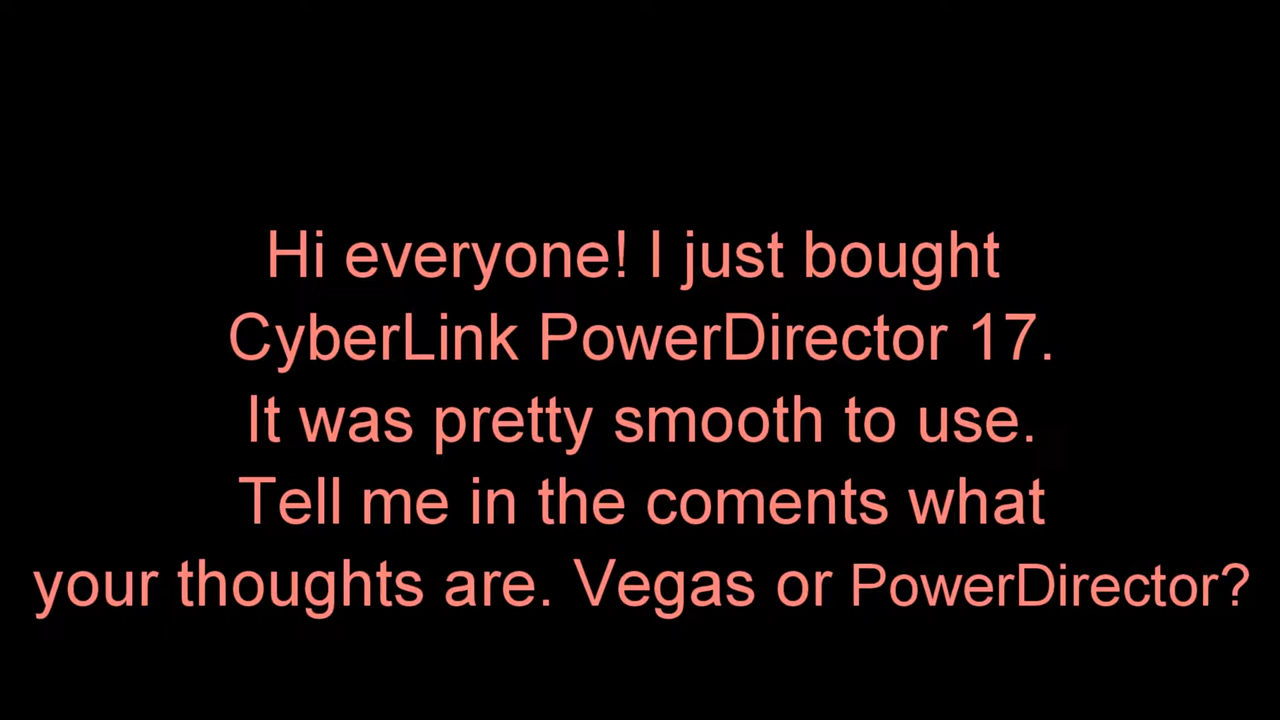 Hi everyone! I just bought
CyberLink PowerDirector 17.
It was pretty smooth to use.
Tell me in the coments what
your thoughts are. Vegas or PowerDirector?